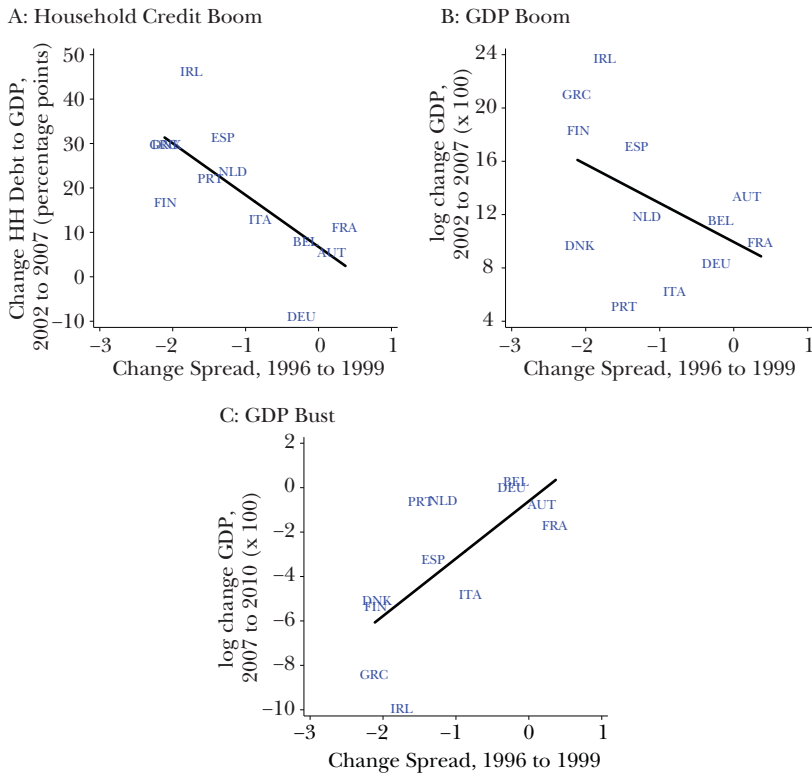 A: Household Credit Boom
Change HH Debt to GDP,
2002 to 2007 (percentage points)
50
40
30
20
10
0
−10
IRL
ESP
GRC
DNK
NLD
PRT
FIN
ITA
FRA
BEL
AUT
DEU
−3
−2
−1
0
1
Change Spread, 1996 to 1999
B: GDP Boom
log change GDP,
2002 to 2007 (x 100)
24
20
16
12
8
4
IRL
GRC
FIN
ESP
AUT
NLD
BEL
FRA
DNK
DEU
ITA
PRT
−3
−2
−1
0
1
Change Spread, 1996 to 1999
C: GDP Bust
log change GDP,
2007 to 2010 (x 100)
2
0
−2
−4
−6
−8
−10
BEL
DEU
PRT
NLD
AUT
FRA
ESP
ITA
DNK
FIN
GRC
IRL
−3
−2
−1
0
1
Change Spread, 1996 to 1999